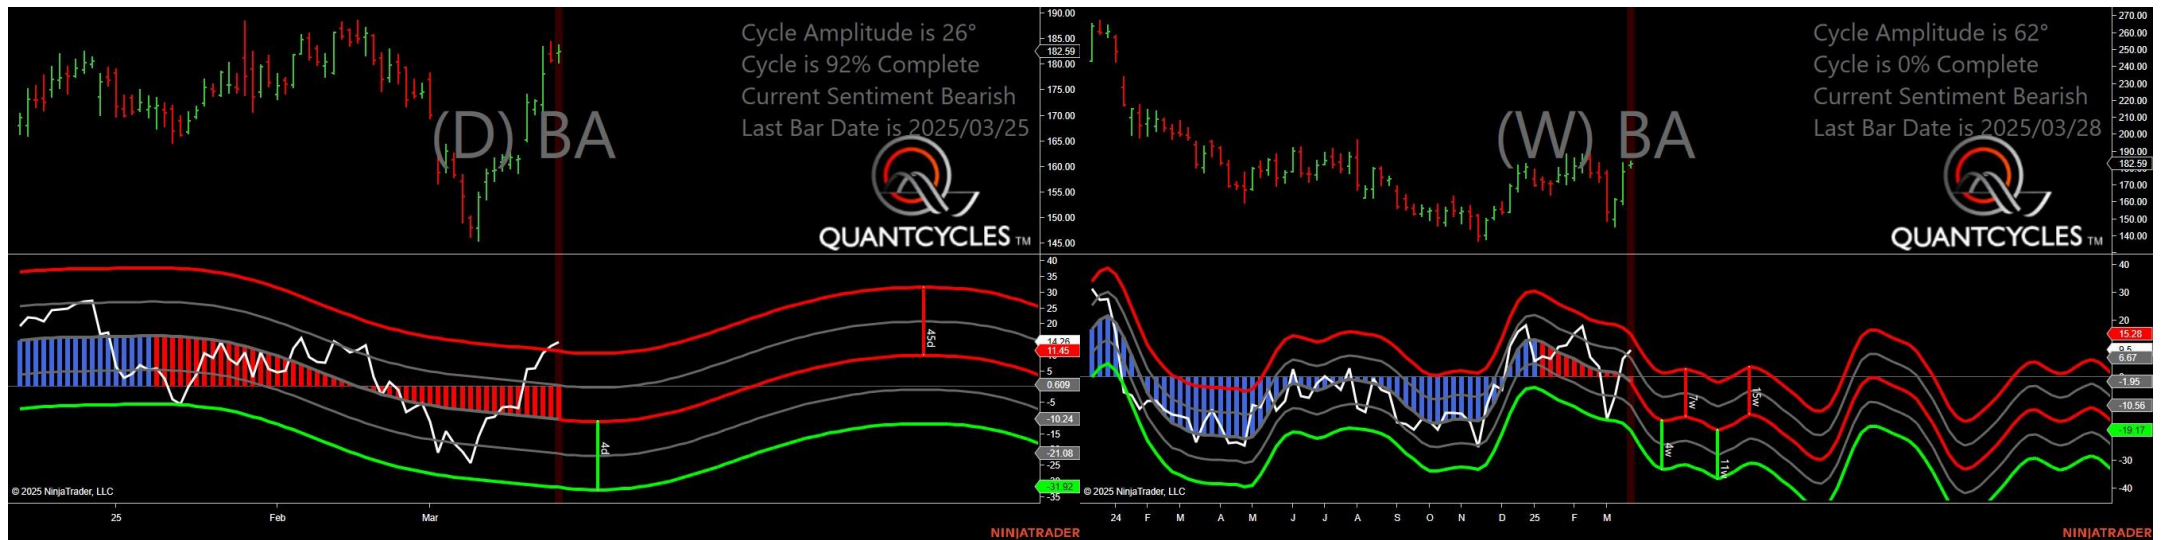 Cycle Amplitude is 26°
Cycle is 92% Complete
Current Sentiment Bearish
Last Bar Date is 2025/03/25
(D) BA
QUANTCYCLES TM
190.00
185.00
182.59
180.00
175.00
170.00
165.00
160.00
155.00
150.00
145.00
40
35
30
25
20
14.26
11.45
5
0.609
-5
-10.24
-15
-21.08
-25
-31.92
-35
45d
4d
© 2025 NinjaTrader, LLC
25
Feb
Mar
NINJATRADER
Cycle Amplitude is 62°
Cycle is 0% Complete
Current Sentiment Bearish
Last Bar Date is 2025/03/28
(W) BA
QUANTCYCLES TM
270.00
260.00
250.00
240.00
230.00
220.00
210.00
200.00
190.00
182.59
170.00
160.00
150.00
140.00
40
30
20
15.28
9.5
6.67
-1.95
-10.56
-19.17
-30
-40
7w
15w
4w
11w
© 2025 NinjaTrader, LLC
24
F
M
A
M
J
J
A
S
O
N
D
25
F
M
NINJATRADER